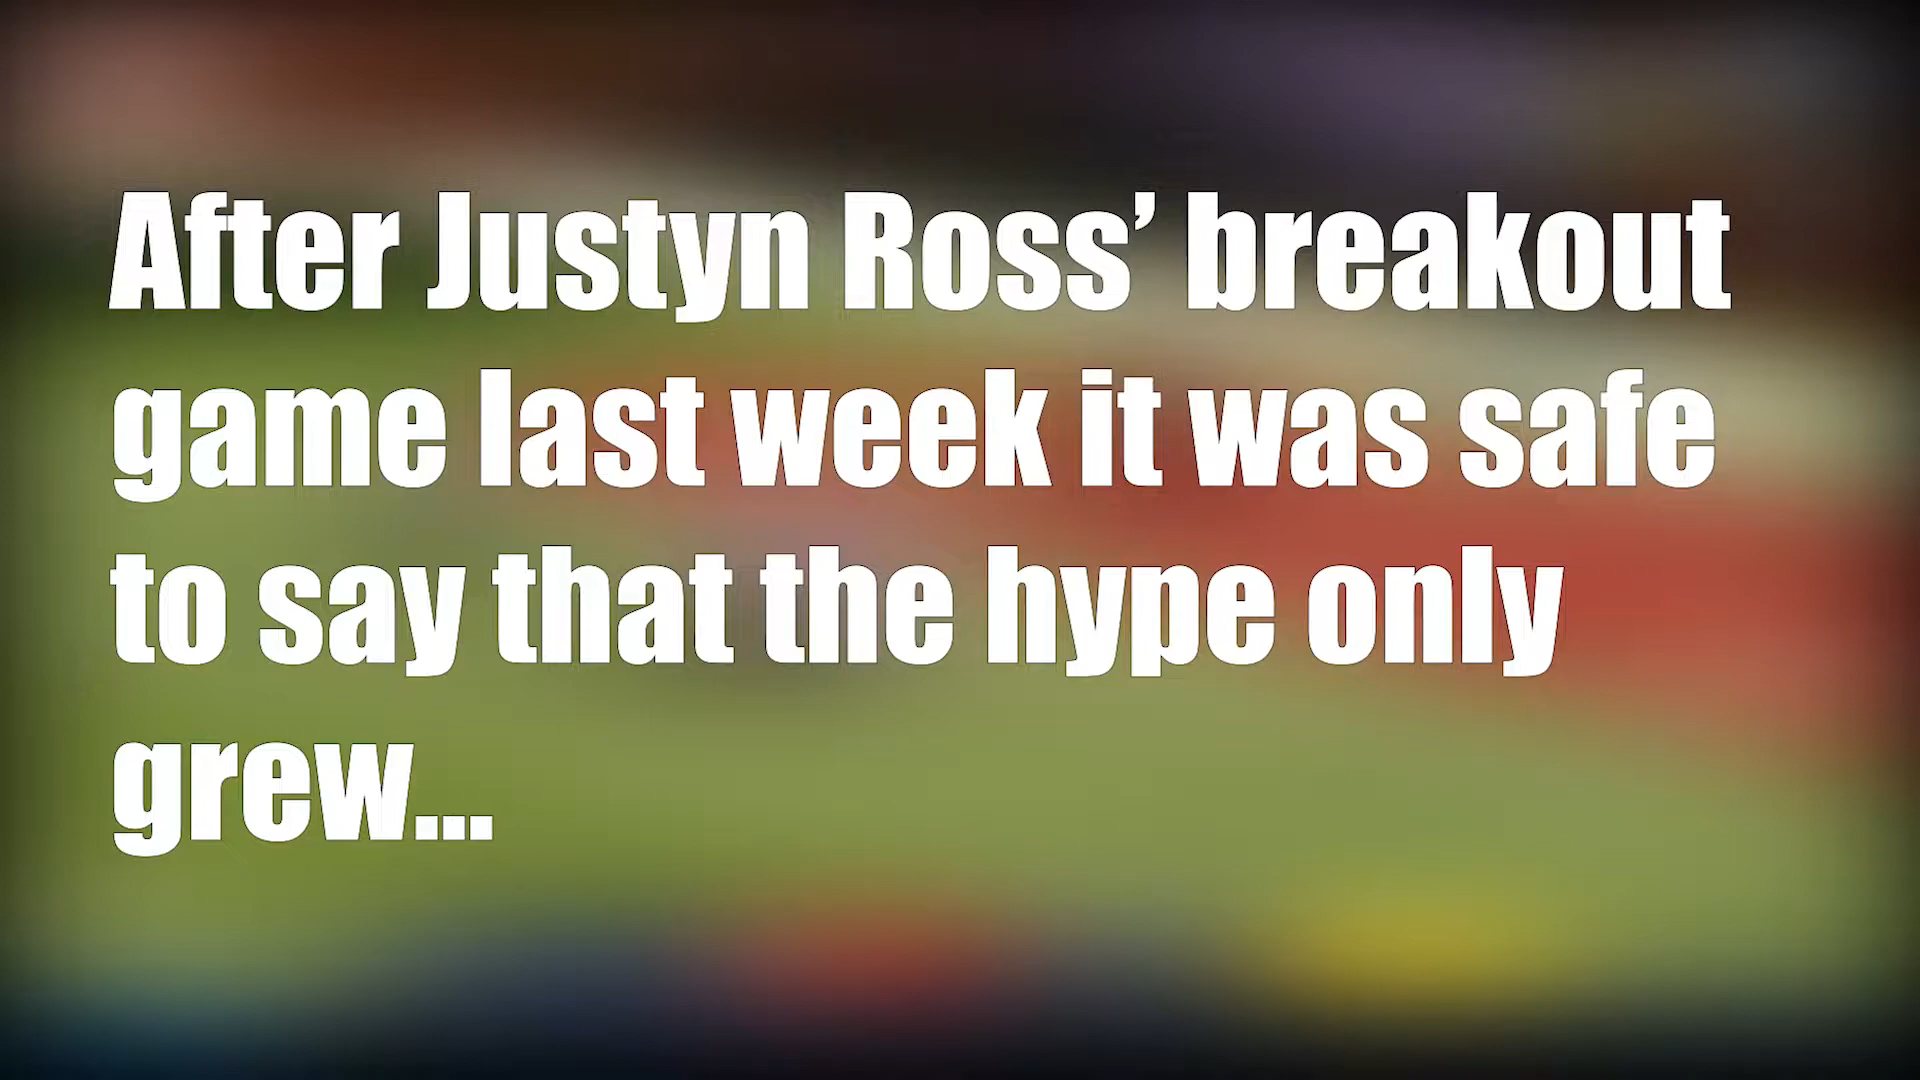 After Justyn Ross’ breakout
game last week it was safe
to say that the hype only
grew...